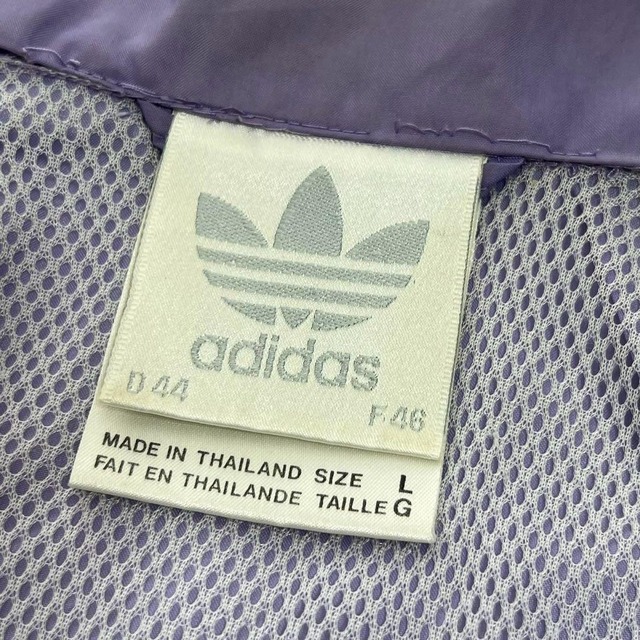 adidas
D 44 F 46
MADE IN THAILAND SIZE L
FAIT EN THAILANDE TAILLE G